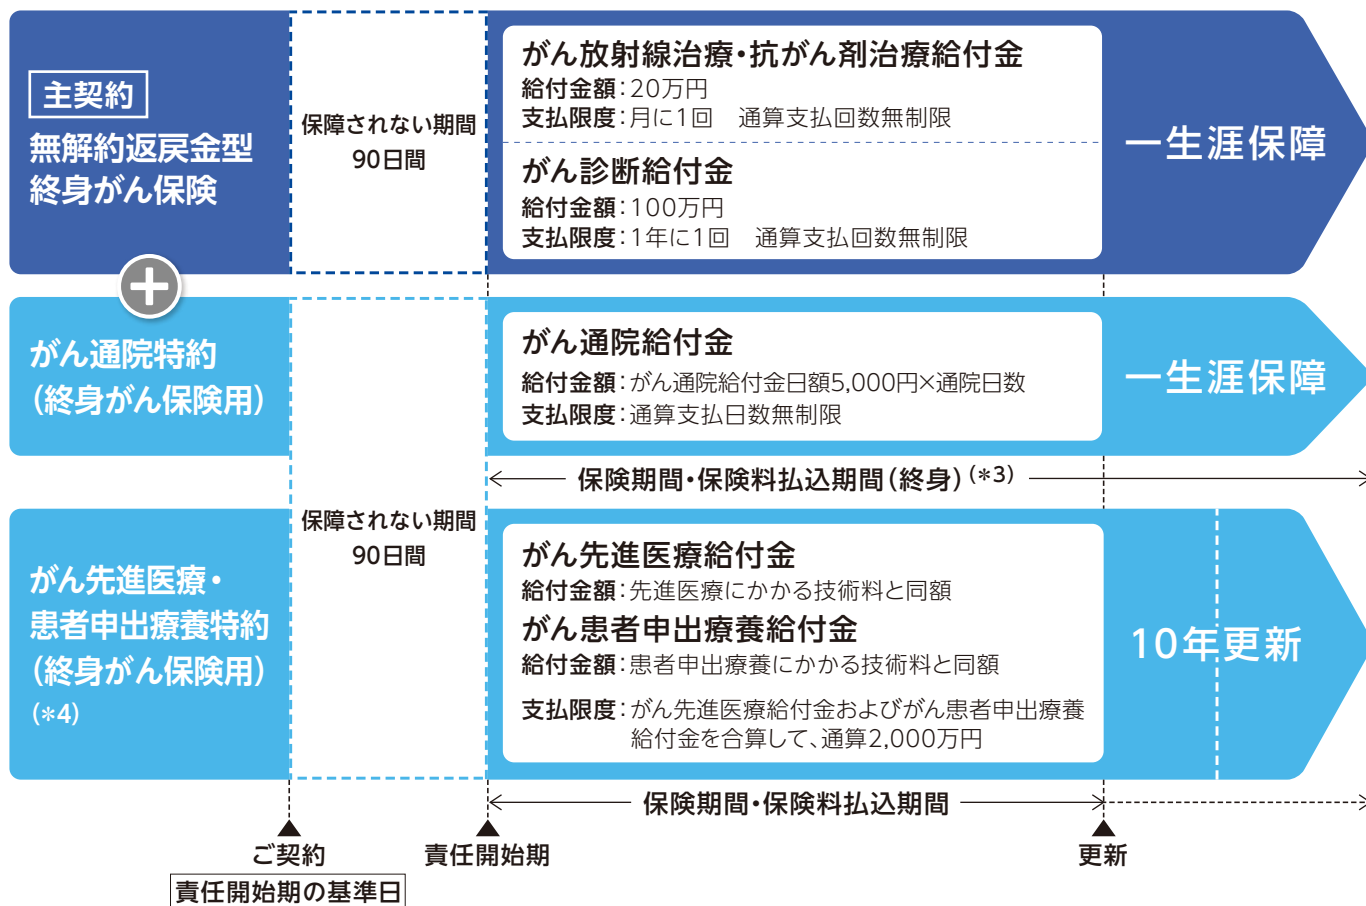 主契約
無解約返戻金型
終身がん保険
保障されない期間
90日間
がん放射線治療・抗がん剤治療給付金
給付金額：20万円
支払限度：月に1回　通算支払回数無制限
がん診断給付金
給付金額：100万円
支払限度：1年に1回　通算支払回数無制限
一生涯保障
がん通院特約
（終身がん保険用）
がん通院給付金
給付金額：がん通院給付金日額5,000円×通院日数
支払限度：通算支払日数無制限
一生涯保障
保険期間・保険料払込期間（終身）(*3)
がん先進医療・
患者申出療養特約
（終身がん保険用）
(*4)
保障されない期間
90日間
がん先進医療給付金
給付金額：先進医療にかかる技術料と同額
がん患者申出療養給付金
給付金額：患者申出療養にかかる技術料と同額
支払限度：がん先進医療給付金およびがん患者申出療養
給付金を合算して、通算2,000万円
10年更新
保険期間・保険料払込期間
ご契約
責任開始期の基準日
責任開始期
更新